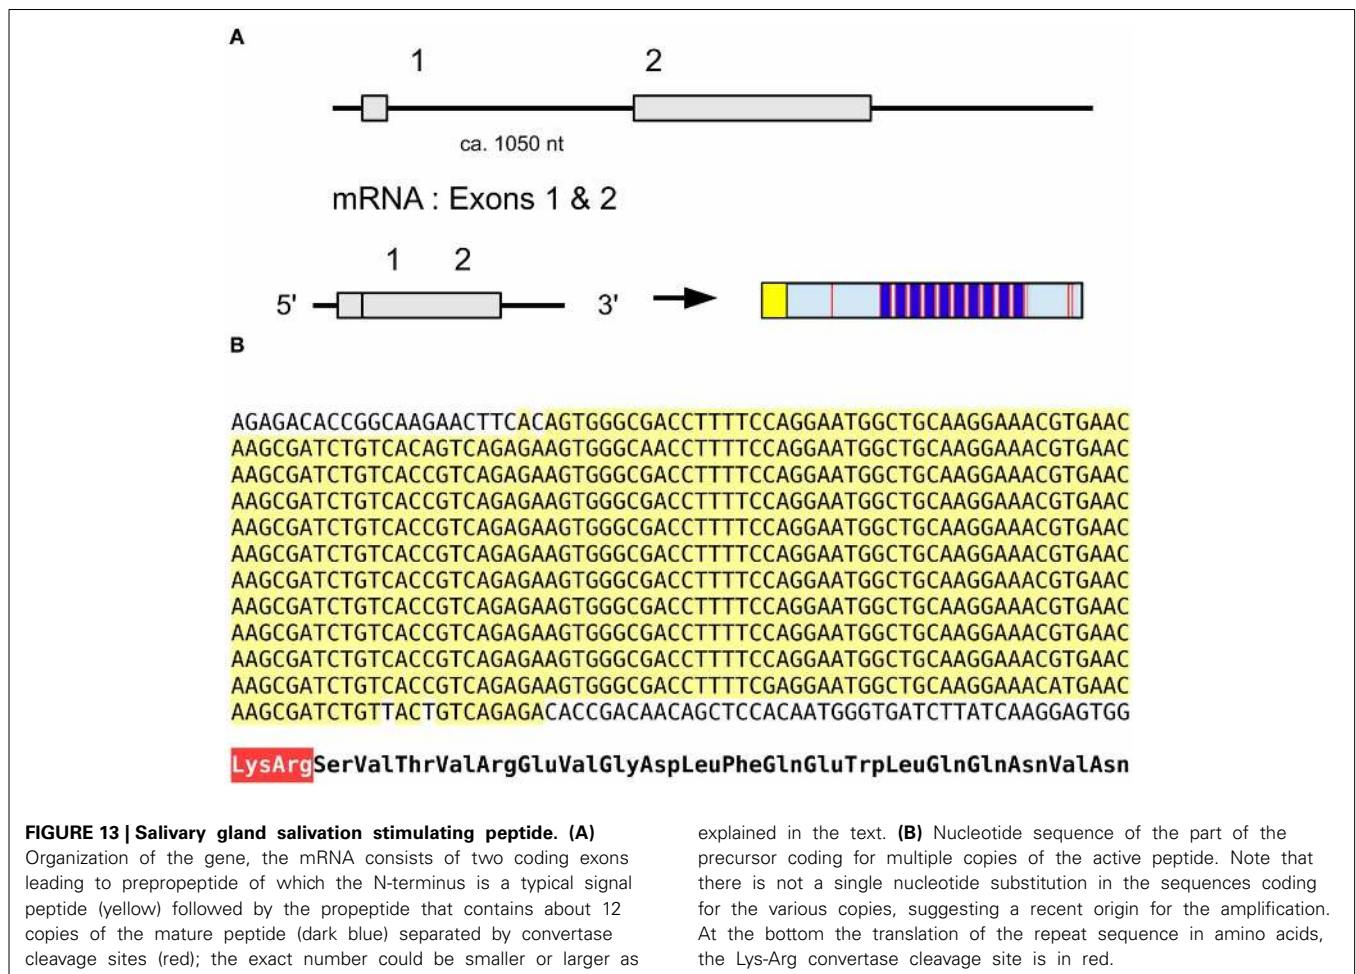 A
1 2
ca. 1050 nt
mRNA : Exons 1 & 2
1 2
5' 3'
B
AGAGACACCGGCAAGAACTTCACAGTGGGCGACCTTTTCCAGGAATGGCTGCAAGGAAACGTGAAC
AAGCGATCTGTCACAGTCAGAGAAGTGGGCAACCTTTTCCAGGAATGGCTGCAAGGAAACGTGAAC
AAGCGATCTGTCACCGTCAGAGAAGTGGGCGACCTTTTCCAGGAATGGCTGCAAGGAAACGTGAAC
AAGCGATCTGTCACCGTCAGAGAAGTGGGCGACCTTTTCCAGGAATGGCTGCAAGGAAACGTGAAC
AAGCGATCTGTCACCGTCAGAGAAGTGGGCGACCTTTTCCAGGAATGGCTGCAAGGAAACGTGAAC
AAGCGATCTGTCACCGTCAGAGAAGTGGGCGACCTTTTCCAGGAATGGCTGCAAGGAAACGTGAAC
AAGCGATCTGTCACCGTCAGAGAAGTGGGCGACCTTTTCCAGGAATGGCTGCAAGGAAACGTGAAC
AAGCGATCTGTCACCGTCAGAGAAGTGGGCGACCTTTTCCAGGAATGGCTGCAAGGAAACGTGAAC
AAGCGATCTGTCACCGTCAGAGAAGTGGGCGACCTTTTCCAGGAATGGCTGCAAGGAAACGTGAAC
AAGCGATCTGTCACCGTCAGAGAAGTGGGCGACCTTTTCCAGGAATGGCTGCAAGGAAACGTGAAC
AAGCGATCTGTCACCGTCAGAGAAGTGGGCGACCTTTTCGAGGAATGGCTGCAAGGAAACATGAAC
AAGCGATCTGTTACTGTCAGAGACACCGACAACAGCTCCACAATGGGTGATCTTATCAAGGAGTGG
LysArgSerValThrValArgGluValGlyAspLeuPheGlnGluTrpLeuGlnGlnAsnValAsn
FIGURE 13 | Salivary gland salivation stimulating peptide. (A)
Organization of the gene, the mRNA consists of two coding exons
leading to prepropeptide of which the N-terminus is a typical signal
peptide (yellow) followed by the propeptide that contains about 12
copies of the mature peptide (dark blue) separated by convertase
cleavage sites (red); the exact number could be smaller or larger as
explained in the text. (B) Nucleotide sequence of the part of the
precursor coding for multiple copies of the active peptide. Note that
there is not a single nucleotide substitution in the sequences coding
for the various copies, suggesting a recent origin for the amplification.
At the bottom the translation of the repeat sequence in amino acids,
the Lys-Arg convertase cleavage site is in red.